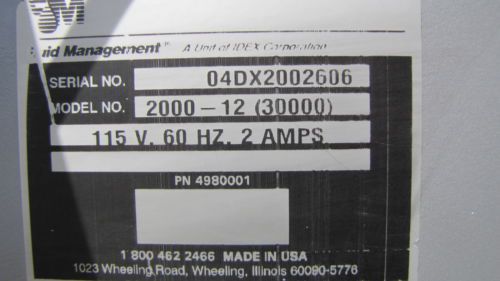 uid Management™ A Unit of IDEX Corporation
SERIAL NO. 04DX2002606
MODEL NO. 2000-12 (30000)
115 V. 60 HZ. 2 AMPS
PN 4980001
1 800 462 2466 MADE IN USA
1023 Wheeling Road, Wheeling, Illinois 60090-5776